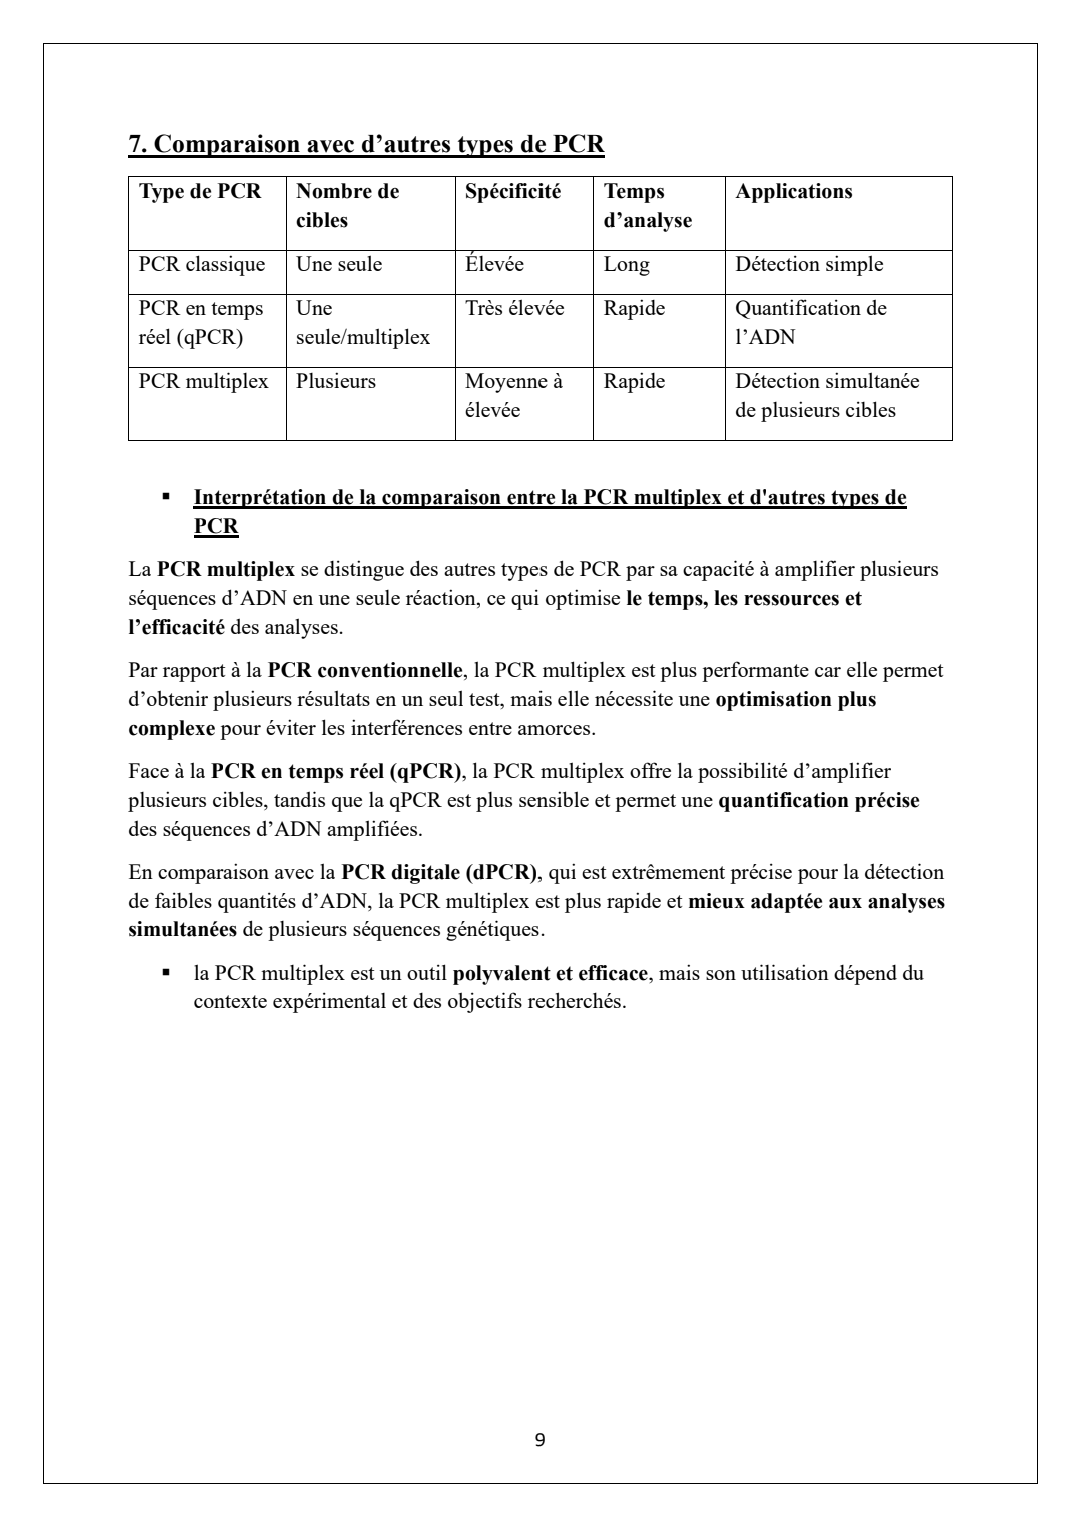 7. Comparaison avec d’autres types de PCR
Type de PCR
Nombre de
cibles
Spécificité
Temps
d’analyse
Applications
PCR classique
Une seule
Élevée
Long
Détection simple
PCR en temps
réel (qPCR)
Une
seule/multiplex
Très élevée
Rapide
Quantification de
l’ADN
PCR multiplex
Plusieurs
Moyenne à
élevée
Rapide
Détection simultanée
de plusieurs cibles
▪ Interprétation de la comparaison entre la PCR multiplex et d'autres types de
PCR
La PCR multiplex se distingue des autres types de PCR par sa capacité à amplifier plusieurs
séquences d’ADN en une seule réaction, ce qui optimise le temps, les ressources et
l’efficacité des analyses.
Par rapport à la PCR conventionnelle, la PCR multiplex est plus performante car elle permet
d’obtenir plusieurs résultats en un seul test, mais elle nécessite une optimisation plus
complexe pour éviter les interférences entre amorces.
Face à la PCR en temps réel (qPCR), la PCR multiplex offre la possibilité d’amplifier
plusieurs cibles, tandis que la qPCR est plus sensible et permet une quantification précise
des séquences d’ADN amplifiées.
En comparaison avec la PCR digitale (dPCR), qui est extrêmement précise pour la détection
de faibles quantités d’ADN, la PCR multiplex est plus rapide et mieux adaptée aux analyses
simultanées de plusieurs séquences génétiques.
▪ la PCR multiplex est un outil polyvalent et efficace, mais son utilisation dépend du
contexte expérimental et des objectifs recherchés.
9